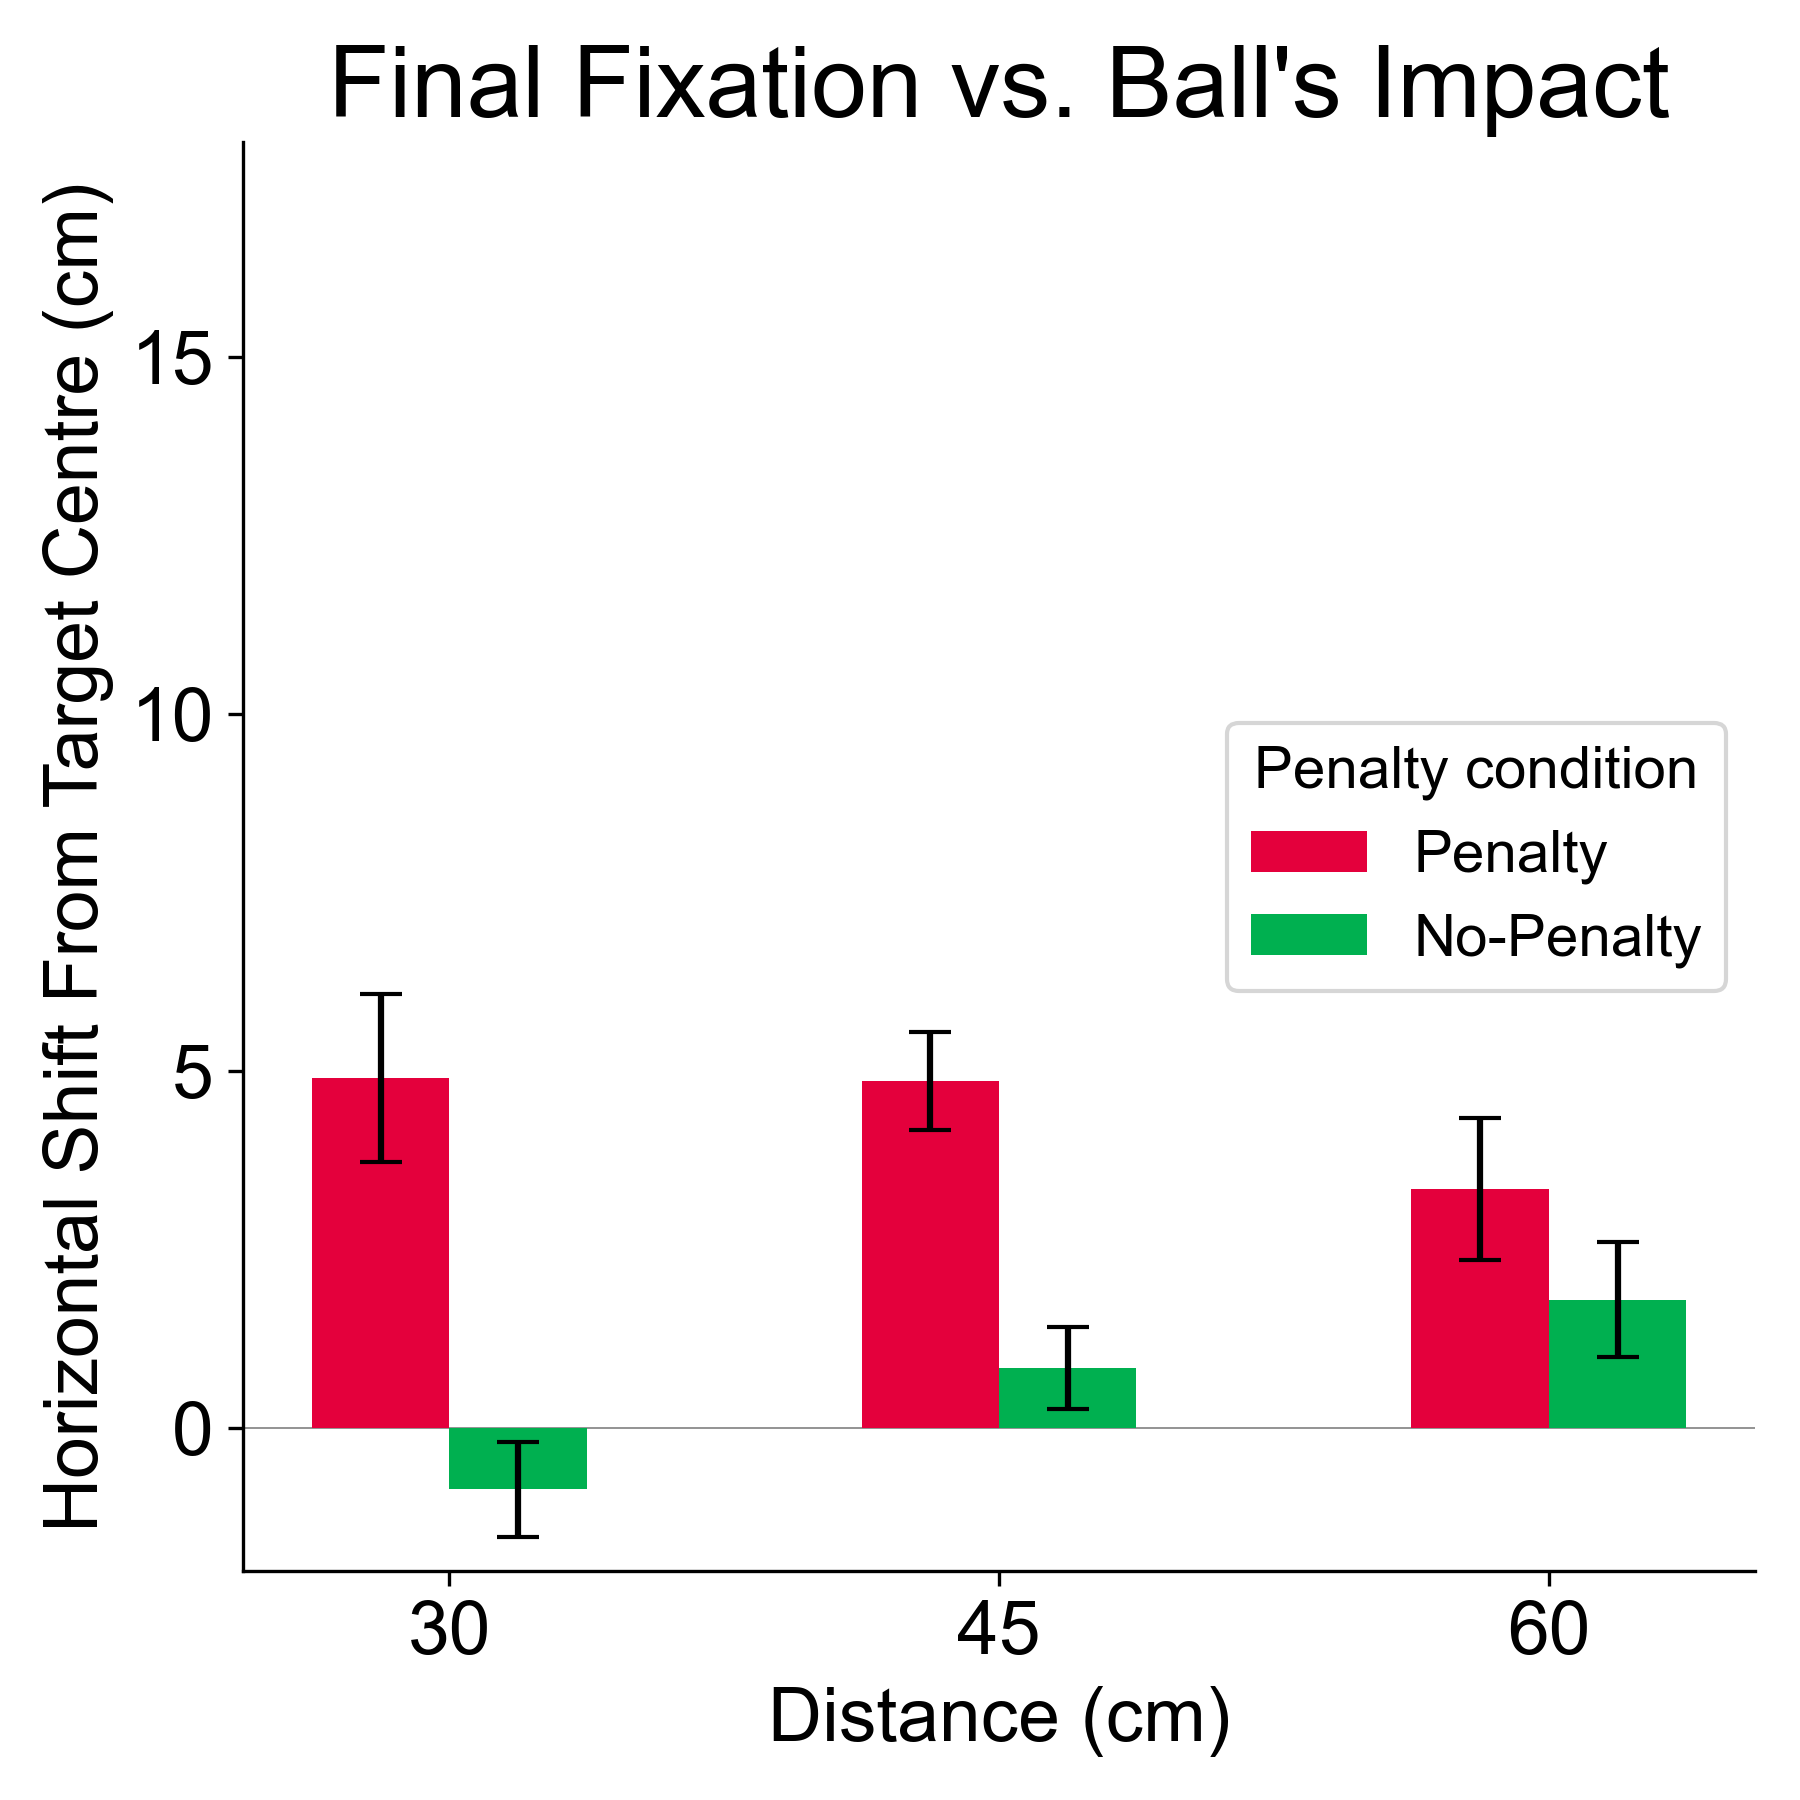 Final Fixation vs. Ball's Impact
Horizontal Shift From Target Centre (cm)
15
10
5
0
Penalty condition
Penalty
No-Penalty
30
45
60
Distance (cm)